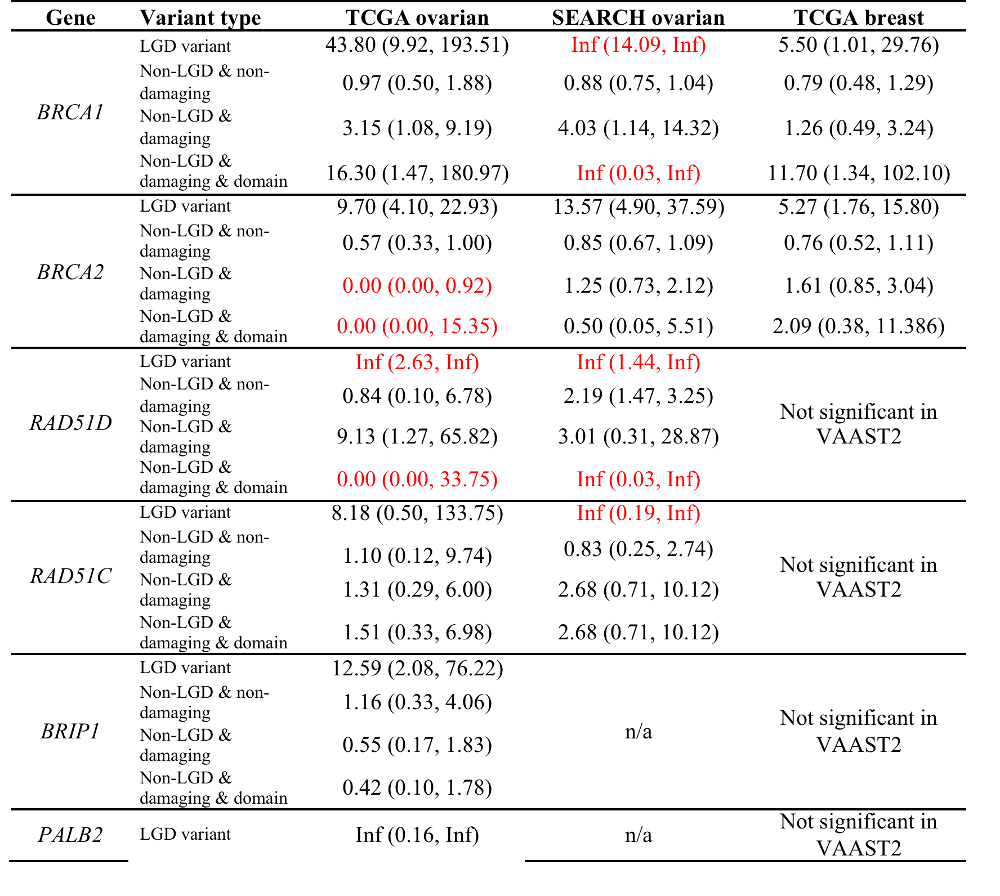 Gene Variant type TCGA ovarian SEARCH ovarian TCGA breast
BRCA1
LGD variant 43.80 (9.92, 193.51) Inf (14.09, Inf) 5.50 (1.01, 29.76)
Non-LGD & non-
damaging 0.97 (0.50, 1.88) 0.88 (0.75, 1.04) 0.79 (0.48, 1.29)
Non-LGD &
damaging 3.15 (1.08, 9.19) 4.03 (1.14, 14.32) 1.26 (0.49, 3.24)
Non-LGD &
damaging & domain 16.30 (1.47, 180.97) Inf (0.03, Inf) 11.70 (1.34, 102.10)
BRCA2
LGD variant 9.70 (4.10, 22.93) 13.57 (4.90, 37.59) 5.27 (1.76, 15.80)
Non-LGD & non-
damaging 0.57 (0.33, 1.00) 0.85 (0.67, 1.09) 0.76 (0.52, 1.11)
Non-LGD &
damaging 0.00 (0.00, 0.92) 1.25 (0.73, 2.12) 1.61 (0.85, 3.04)
Non-LGD &
damaging & domain 0.00 (0.00, 15.35) 0.50 (0.05, 5.51) 2.09 (0.38, 11.386)
RAD51D
LGD variant Inf (2.63, Inf) Inf (1.44, Inf)
Non-LGD & non-
damaging 0.84 (0.10, 6.78) 2.19 (1.47, 3.25)
Non-LGD &
damaging 9.13 (1.27, 65.82) 3.01 (0.31, 28.87)
Non-LGD &
damaging & domain 0.00 (0.00, 33.75) Inf (0.03, Inf)
Not significant in
VAAST2
RAD51C
LGD variant 8.18 (0.50, 133.75) Inf (0.19, Inf)
Non-LGD & non-
damaging 1.10 (0.12, 9.74) 0.83 (0.25, 2.74)
Non-LGD &
damaging 1.31 (0.29, 6.00) 2.68 (0.71, 10.12)
Non-LGD &
damaging & domain 1.51 (0.33, 6.98) 2.68 (0.71, 10.12)
Not significant in
VAAST2
BRIP1
LGD variant 12.59 (2.08, 76.22)
Non-LGD & non-
damaging 1.16 (0.33, 4.06)
Non-LGD &
damaging 0.55 (0.17, 1.83)
Non-LGD &
damaging & domain 0.42 (0.10, 1.78)
n/a
Not significant in
VAAST2
PALB2 LGD variant Inf (0.16, Inf) n/a
Not significant in
VAAST2